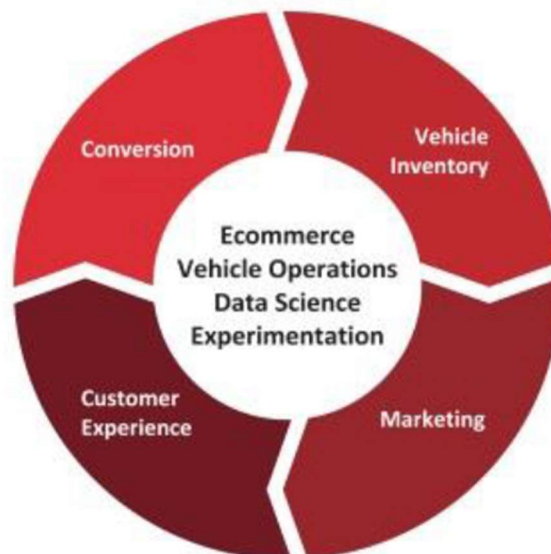 Conversion
Vehicle
Inventory
Ecommerce
Vehicle Operations
Data Science
Experimentation
Customer
Experience
Marketing